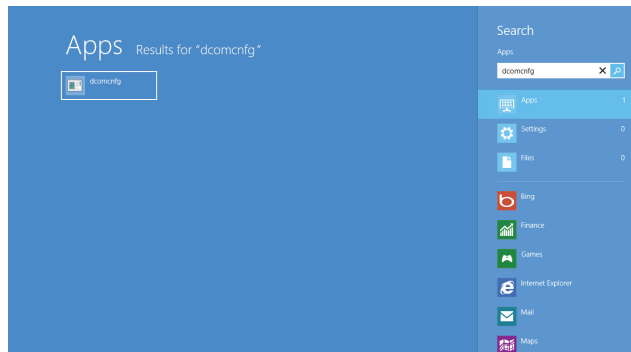 Apps Results for "dcomcnfg"
dcomcnfg
Search
Apps
dcomcnfg
Apps 1
Settings 0
Files 0
Bing
Finance
Games
Internet Explorer
Mail
Maps